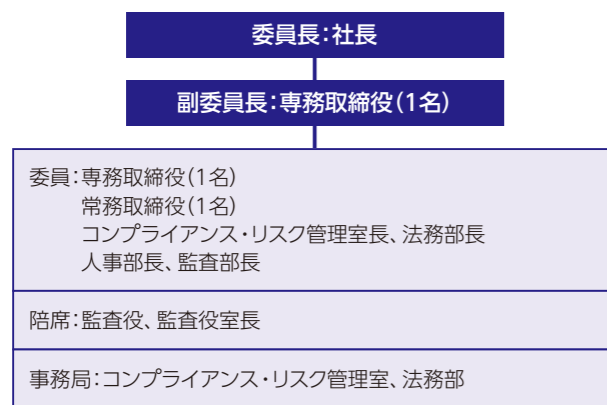 委員長：社長
副委員長：専務取締役（1名）
委員：専務取締役（1名）
常務取締役（1名）
コンプライアンス・リスク管理室長、法務部長
人事部長、監査部長
陪席：監査役、監査役室長
事務局：コンプライアンス・リスク管理室、法務部